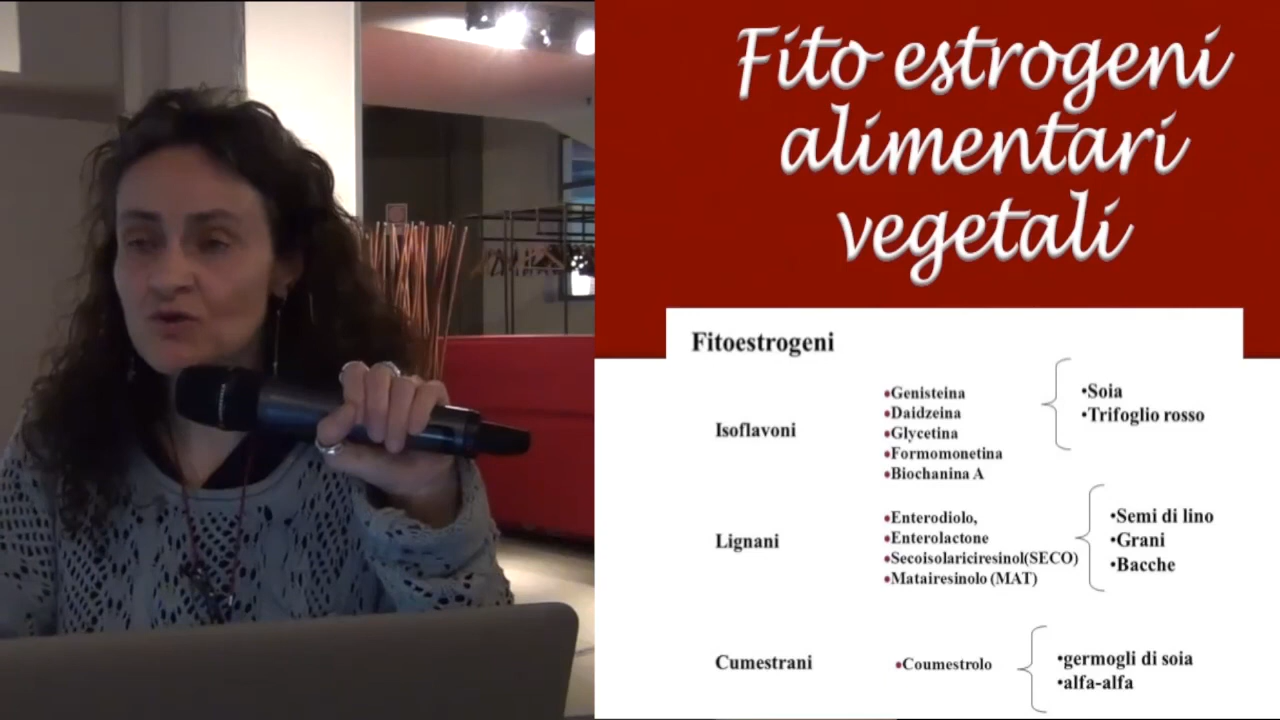 Fito estrogeni
alimentari
vegetali
Fitoestrogeni
Isoflavoni
•Genisteina
•Daidzeina
•Glycetina
•Formomonetina
•Biochanina A
•Soia
•Trifoglio rosso
Lignani
•Enterodiolo,
•Enterolactone
•Secoisolariciresinol(SECO)
•Matairesinolo (MAT)
•Semi di lino
•Grani
•Bacche
Cumestrani
•Coumestrolo
•germogli di soia
•alfa-alfa